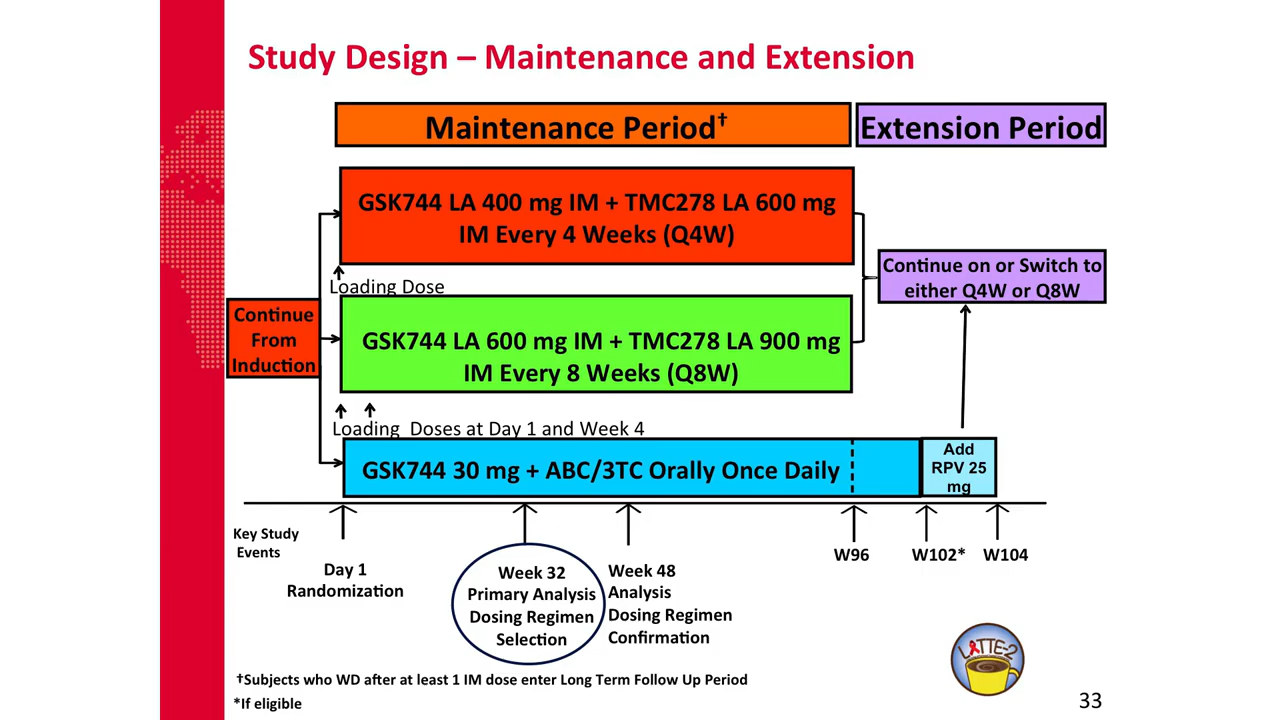 Study Design – Maintenance and Extension
Maintenance Period†
Extension Period
GSK744 LA 400 mg IM + TMC278 LA 600 mg
IM Every 4 Weeks (Q4W)
Continue on or Switch to
either Q4W or Q8W
Loading Dose
Continue
From
Induction
GSK744 LA 600 mg IM + TMC278 LA 900 mg
IM Every 8 Weeks (Q8W)
Loading Doses at Day 1 and Week 4
GSK744 30 mg + ABC/3TC Orally Once Daily
Add
RPV 25
mg
Key Study
Events
Day 1
Randomization
Week 32
Primary Analysis
Dosing Regimen
Selection
Week 48
Analysis
Dosing Regimen
Confirmation
W96
W102*
W104
LATTE-2
†Subjects who WD after at least 1 IM dose enter Long Term Follow Up Period
*If eligible
33